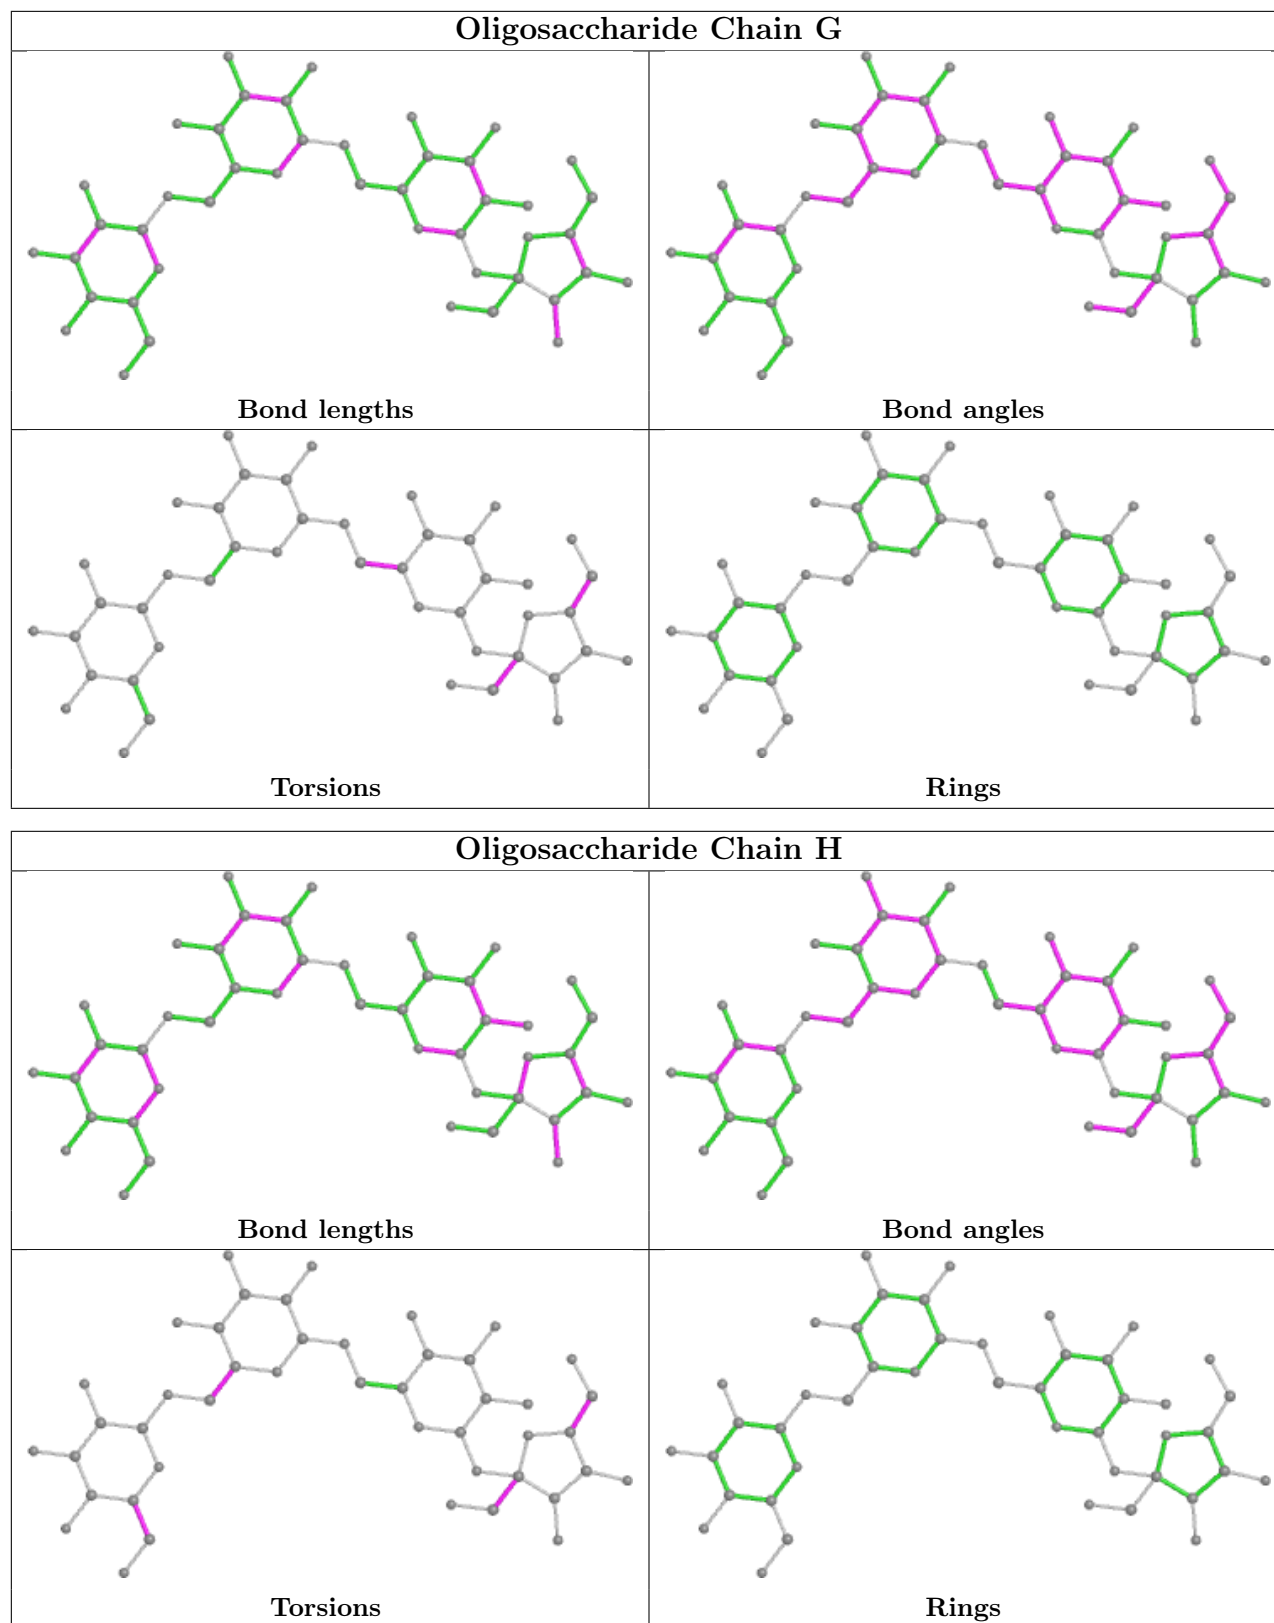 Oligosaccharide Chain G
Bond lengths
Bond angles
Torsions
Rings
Oligosaccharide Chain H
Bond lengths
Bond angles
Torsions
Rings